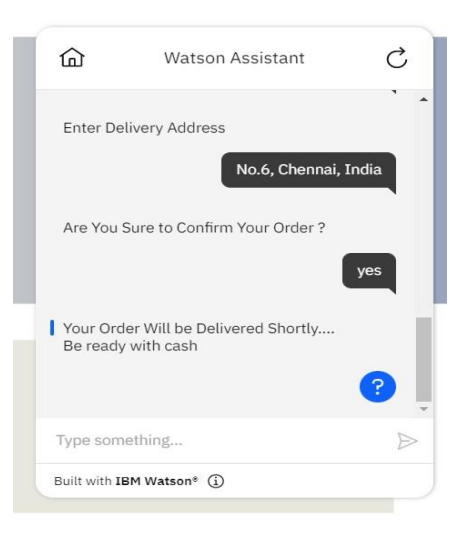 Watson Assistant
Enter Delivery Address
No.6, Chennai, India
Are You Sure to Confirm Your Order ?
yes
Your Order Will be Delivered Shortly....
Be ready with cash
?
Type something...
Built with IBM Watson®